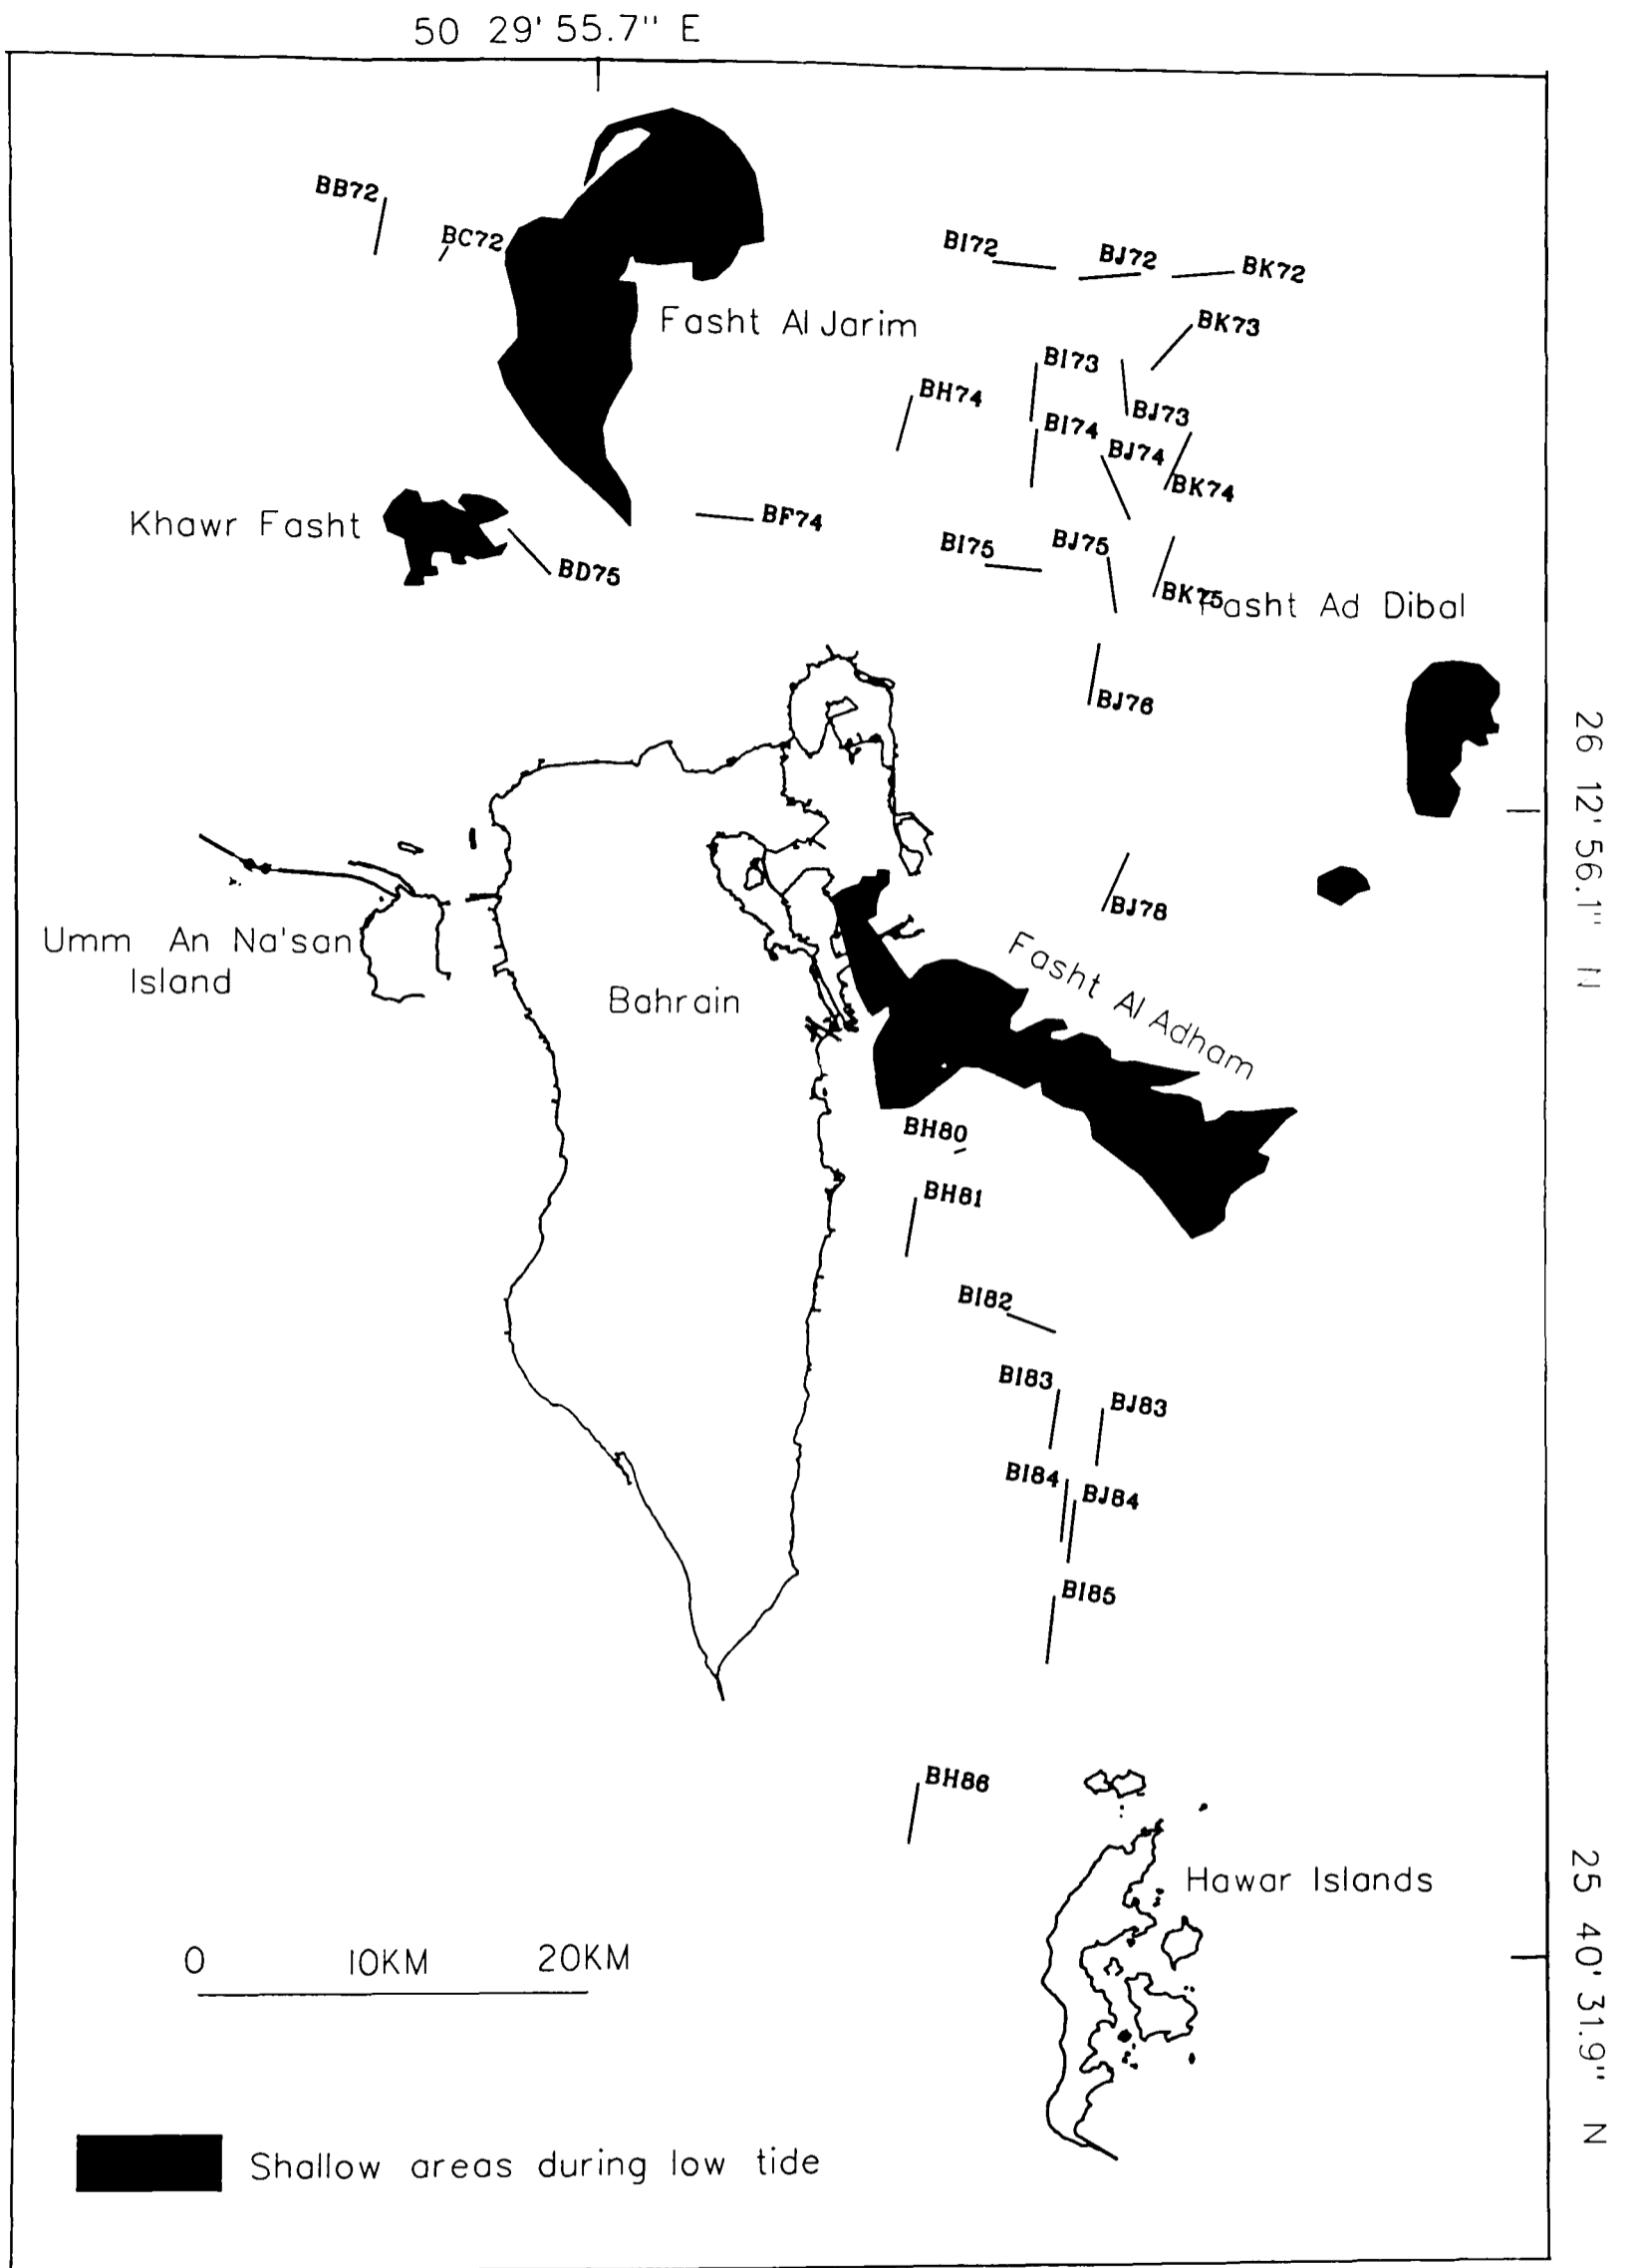 50 29' 55.7" E
BB72
BC72
BI72
BJ72
BK72
Fasht Al Jarim
BK73
BI73
BH74
BJ73
BI74
BJ74
BK74
Khawr Fasht
BF74
BI75
BJ75
BD75
BK75
Fasht Ad Dibal
BJ76
26 12' 56.1" N
BJ78
Umm An Na'san
Island
Bahrain
Fasht Al Adham
BH80
BH81
BI82
BI83
BJ83
BI84
BJ84
BI85
BH86
Hawar Islands
25 40' 31.9" N
0 10KM 20KM
Shallow areas during low tide